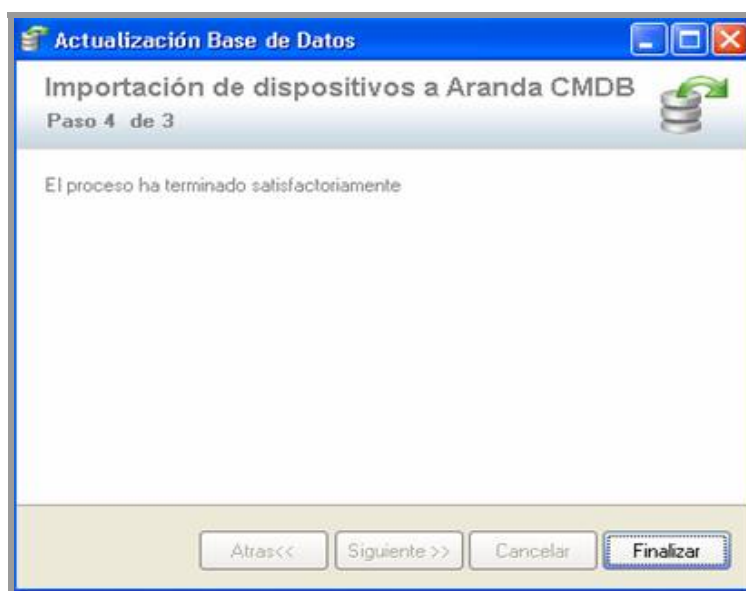 Actualización Base de Datos
Importación de dispositivos a Aranda CMDB
Paso 4 de 3
El proceso ha terminado satisfactoriamente
Atras<< Siguiente >> Cancelar Finalizar